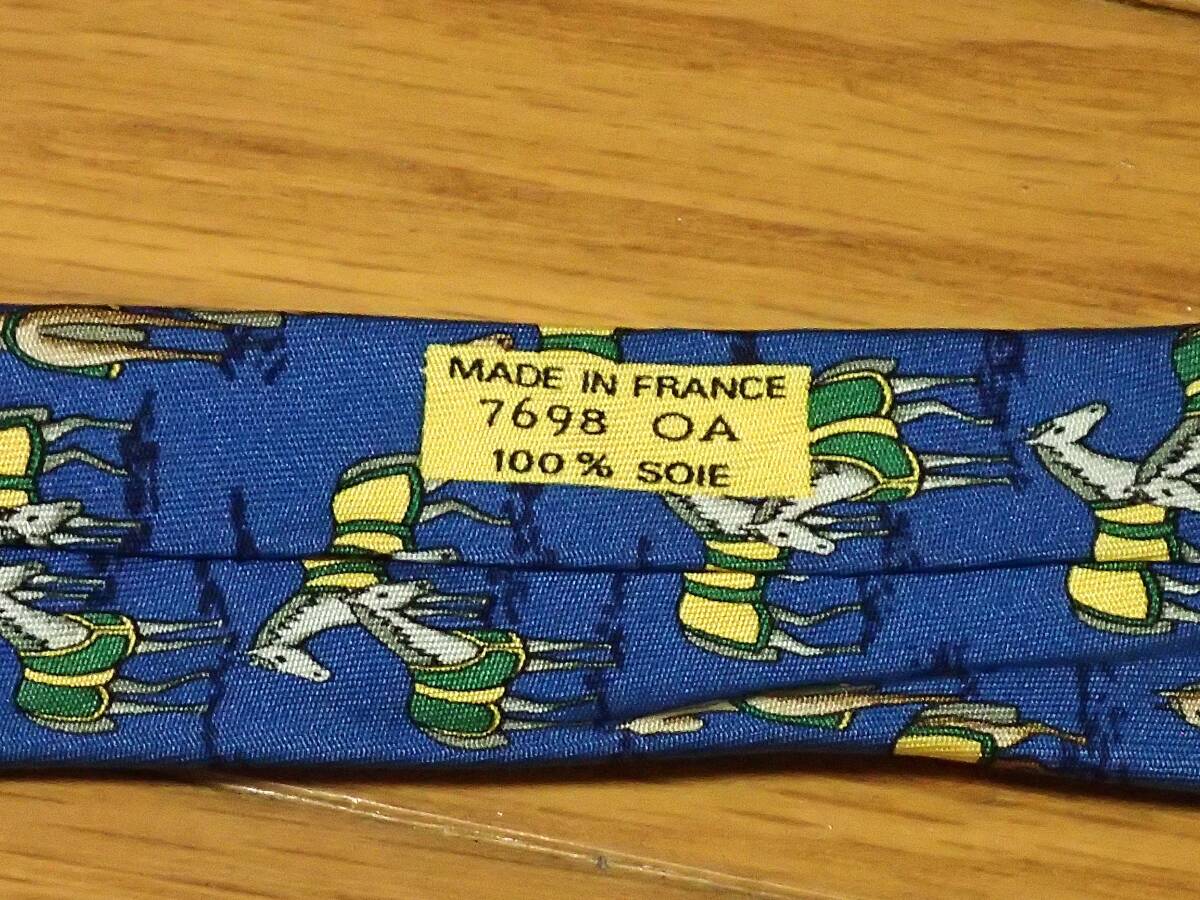 MADE IN FRANCE
7698 OA
100% SOIE